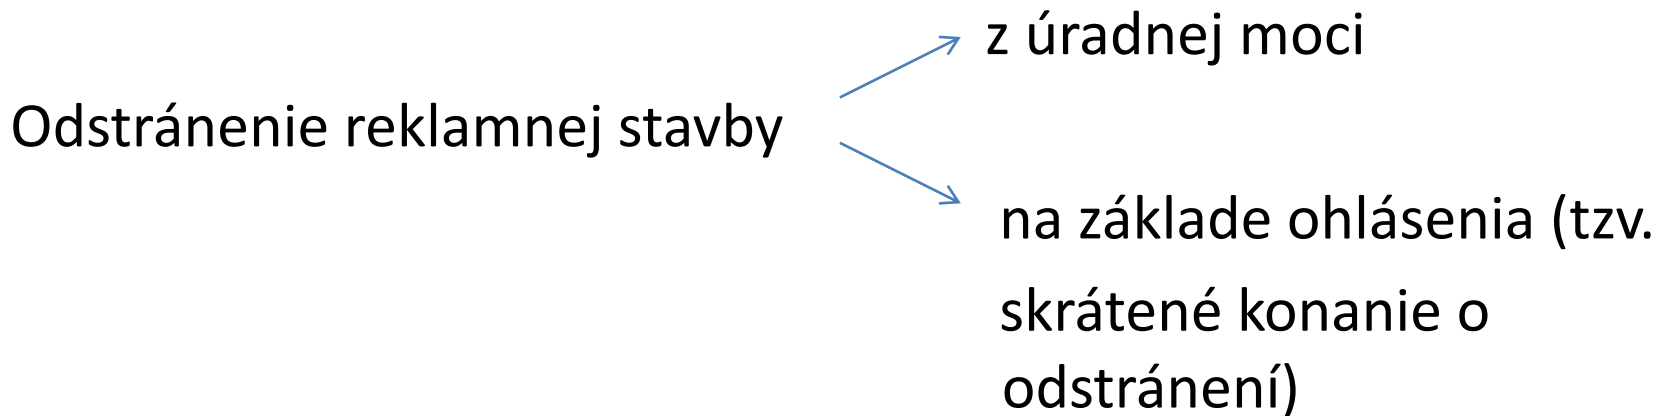 z úradnej moci
Odstránenie reklamnej stavby
na základe ohlásenia (tzv.
skrátené konanie o
odstránení)